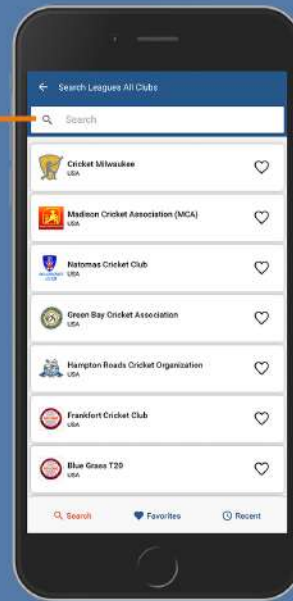 Search Leagues All Clubs
Search
Cricket Milwaukee
USA
Madison Cricket Association (MCA)
USA
Natomas Cricket Club
USA
Green Bay Cricket Association
USA
Hampton Roads Cricket Organization
USA
Frankfort Cricket Club
USA
Blue Grass T20
USA
Search
Favorites
Recent